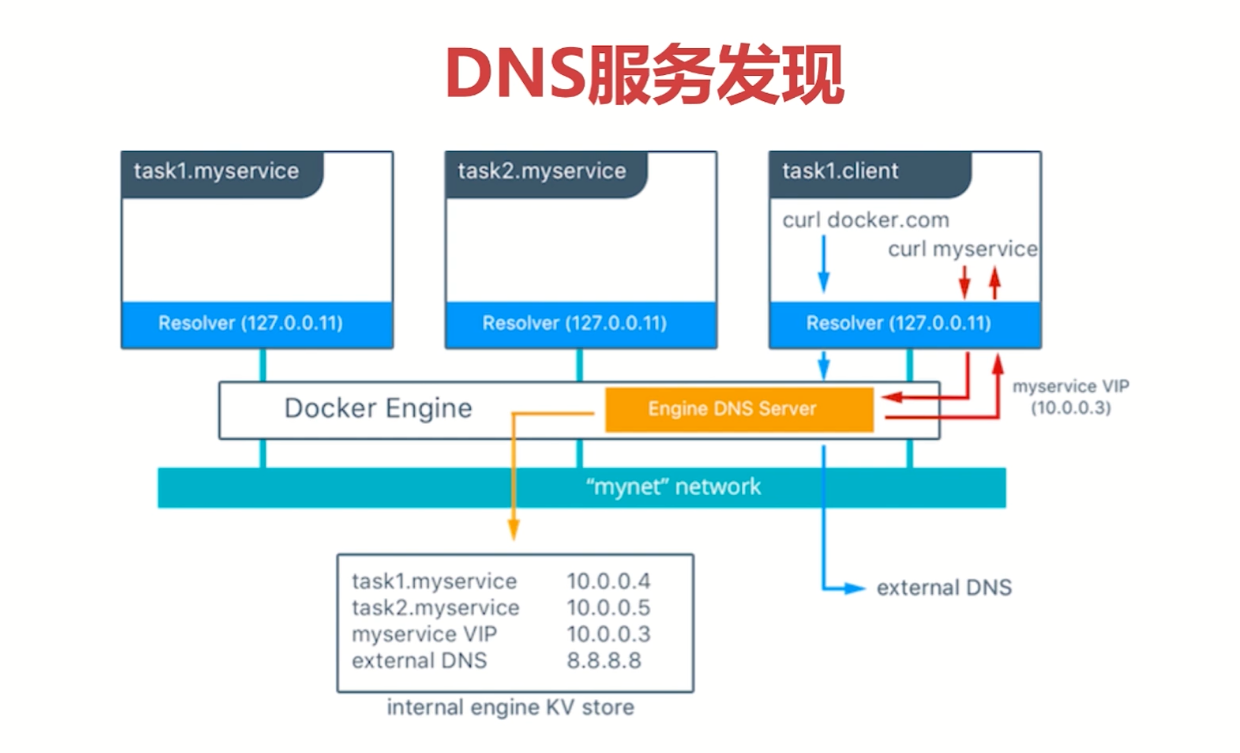 DNS服务发现
task1.myservice
task2.myservice
task1.client
curl docker.com
curl myservice
Resolver (127.0.0.11)
Resolver (127.0.0.11)
Resolver (127.0.0.11)
Docker Engine
Engine DNS Server
myservice VIP
(10.0.0.3)
“mynet” network
task1.myservice 10.0.0.4
task2.myservice 10.0.0.5
myservice VIP 10.0.0.3
external DNS 8.8.8.8
external DNS
internal engine KV store